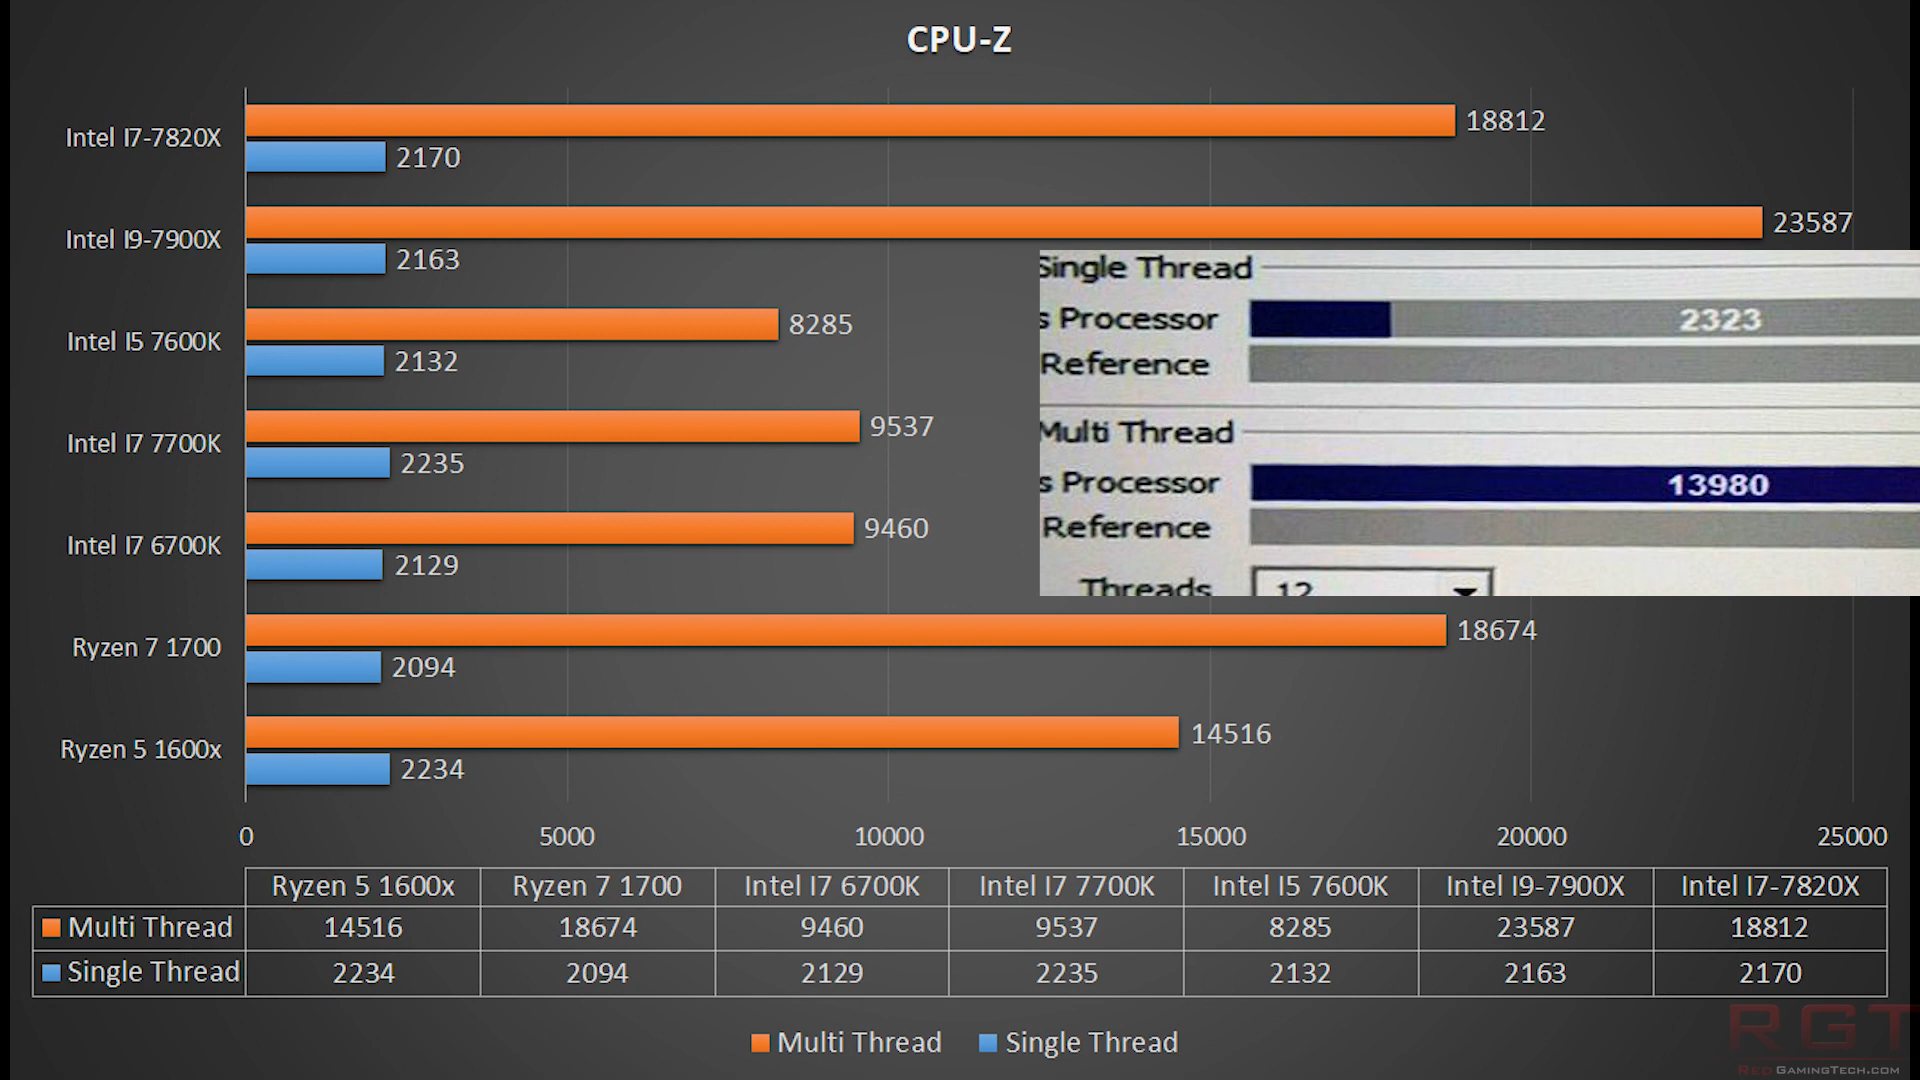 CPU-Z
Intel I7-7820X
18812
2170
Intel I9-7900X
23587
2163
Intel I5 7600K
8285
2132
Intel I7 7700K
9537
2235
Intel I7 6700K
9460
2129
Ryzen 7 1700
18674
2094
Ryzen 5 1600x
14516
2234
Single Thread
s Processor 2323
Reference
Multi Thread
s Processor 13980
Reference
Threads 12
0 5000 10000 15000 20000 25000
Ryzen 5 1600x Ryzen 7 1700 Intel I7 6700K Intel I7 7700K Intel I5 7600K Intel I9-7900X Intel I7-7820X
Multi Thread 14516 18674 9460 9537 8285 23587 18812
Single Thread 2234 2094 2129 2235 2132 2163 2170
Multi Thread Single Thread
RGT
REDGAMINGTECH.COM